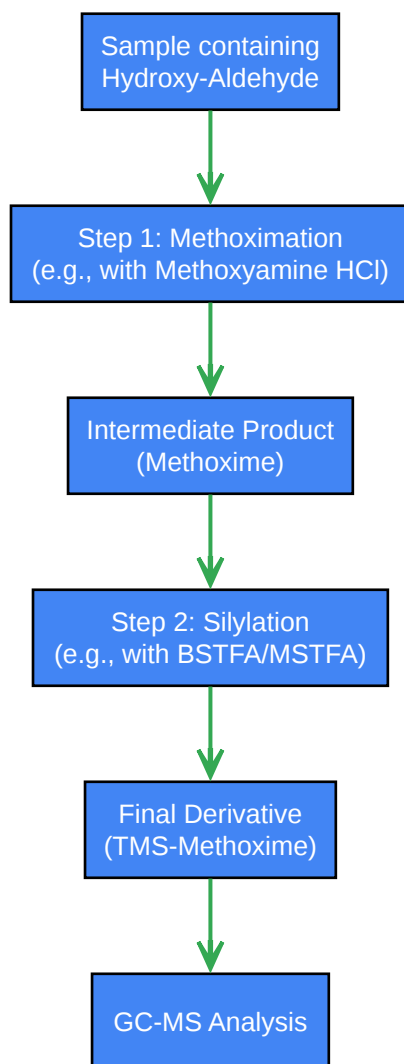 Sample containing
Hydroxy-Aldehyde
Step 1: Methoximation
(e.g., with Methoxyamine HCl)
Intermediate Product
(Methoxime)
Step 2: Silylation
(e.g., with BSTFA/MSTFA)
Final Derivative
(TMS-Methoxime)
GC-MS Analysis